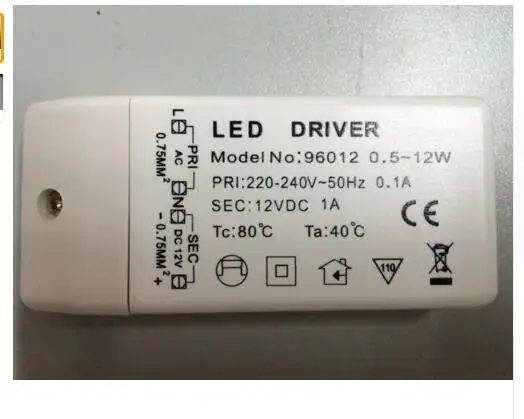 LED DRIVER
Model No:96012 0.5~12W
PRI:220-240V~50Hz 0.1A
SEC:12VDC 1A
Tc:80℃ Ta:40℃
CE
110
L
N
PRI
AC
0.75MM²
SEC
DC 12V
- 0.75MM² +